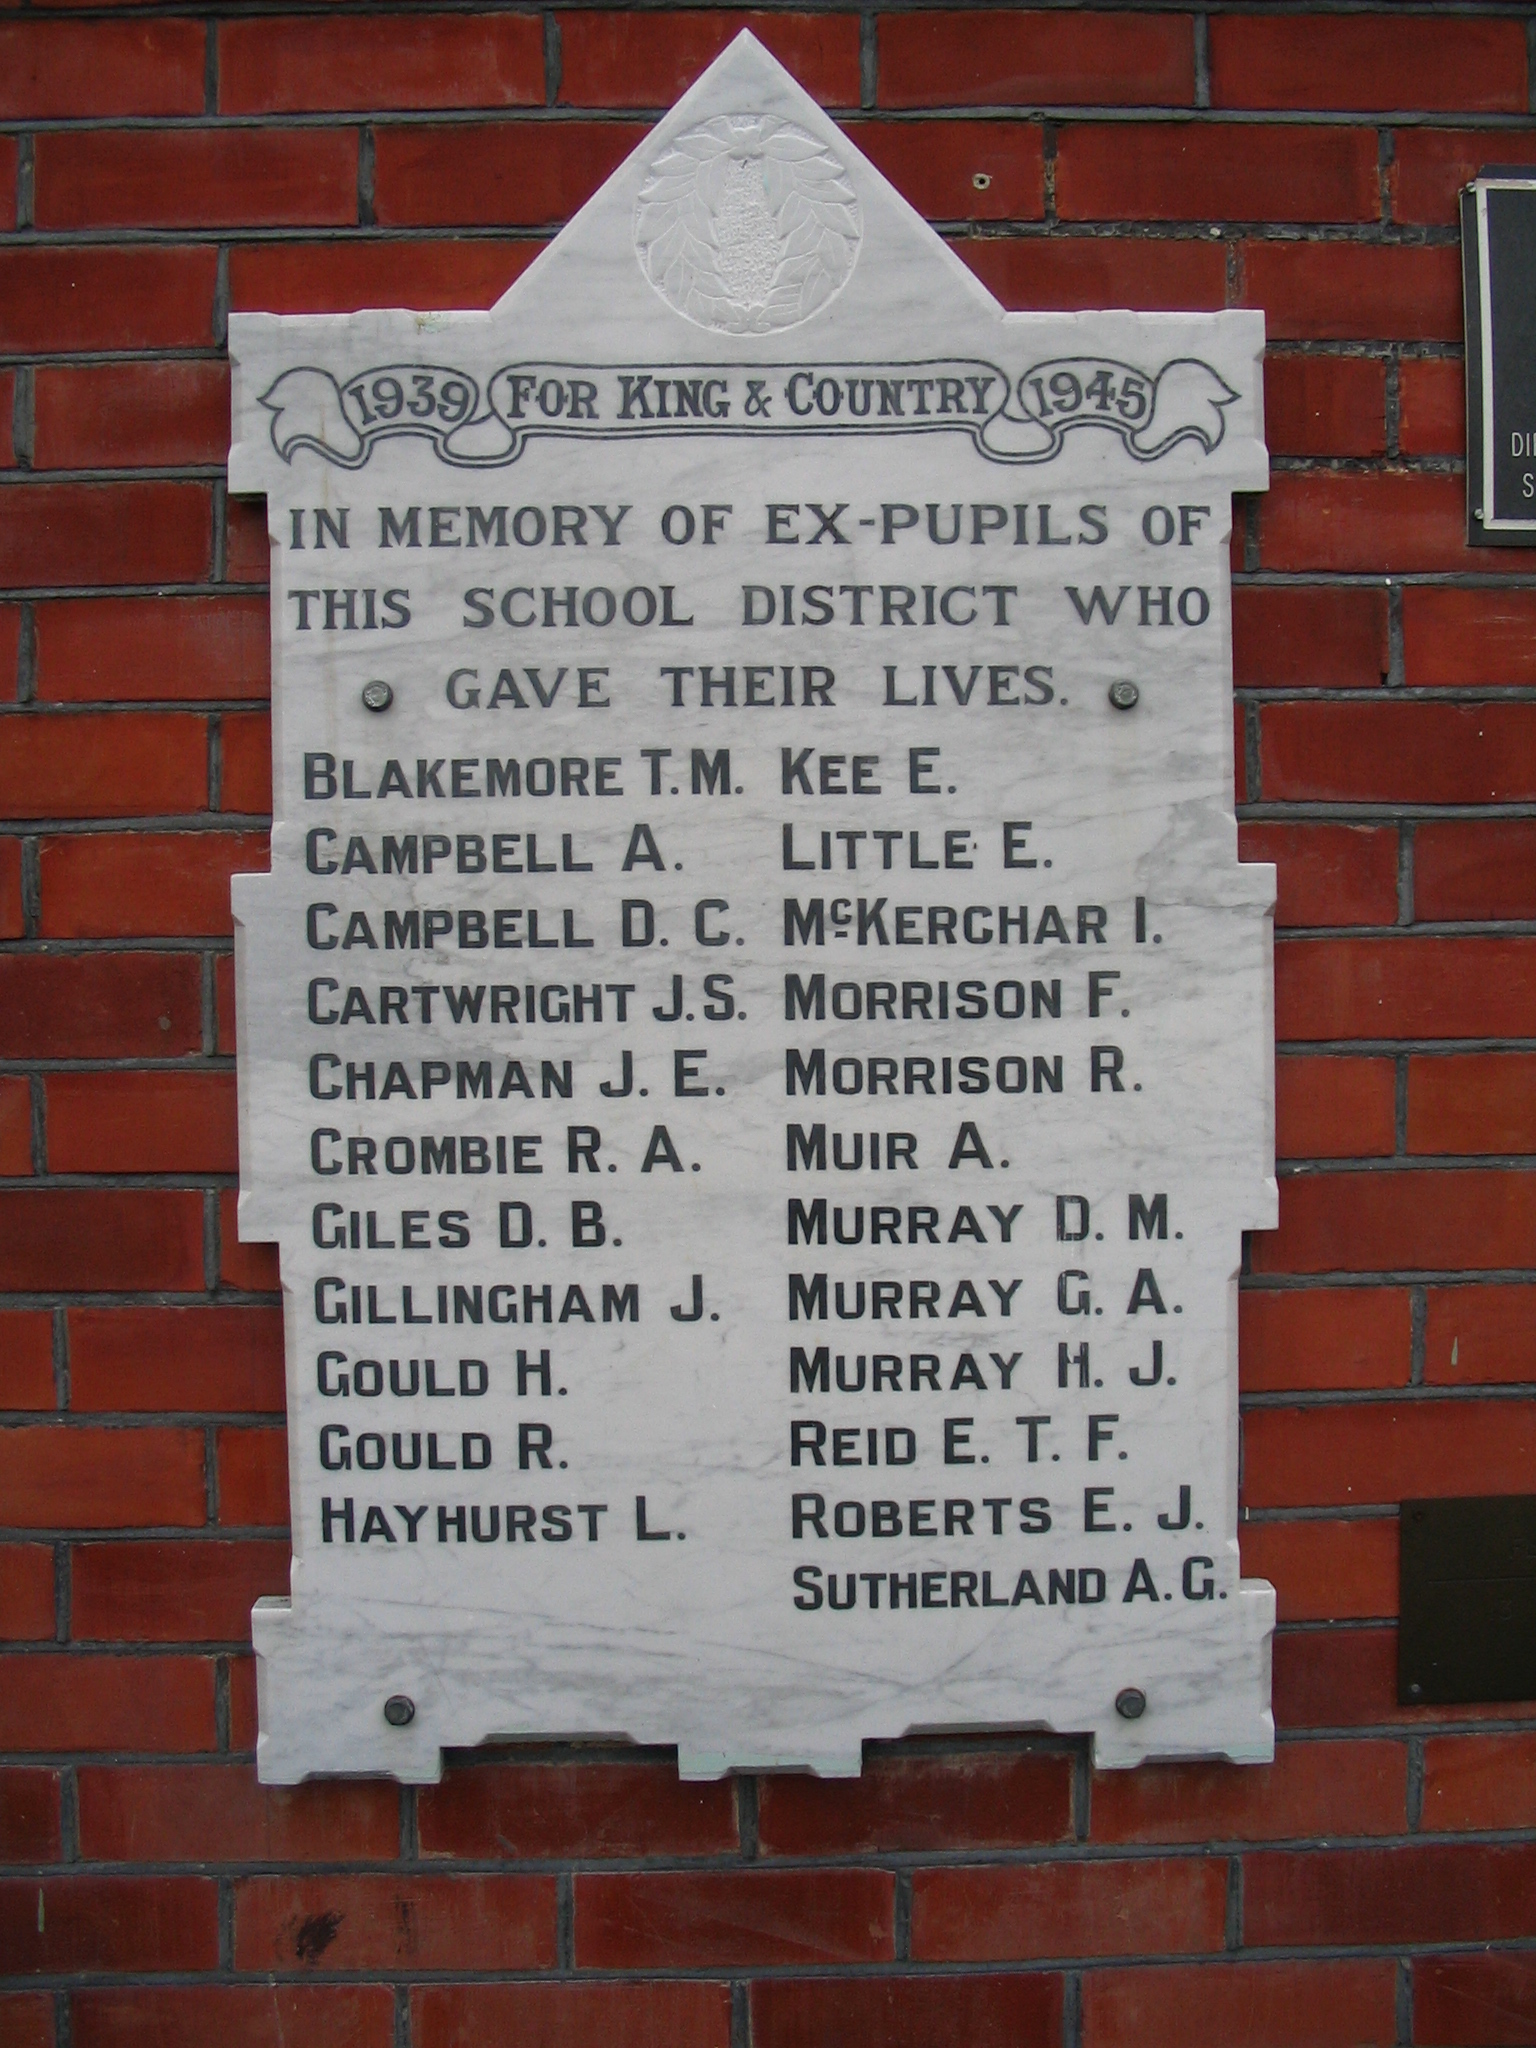 1939 FOR KING & COUNTRY 1945
IN MEMORY OF EX-PUPILS OF
THIS SCHOOL DISTRICT WHO
GAVE THEIR LIVES.
BLAKEMORE T.M.
CAMPBELL A.
CAMPBELL D. C.
CARTWRIGHT J.S.
CHAPMAN J. E.
CROMBIE R. A.
GILES D. B.
GILLINGHAM J.
GOULD H.
GOULD R.
HAYHURST L.
KEE E.
LITTLE E.
McKERCHAR I.
MORRISON F.
MORRISON R.
MUIR A.
MURRAY D. M.
MURRAY G. A.
MURRAY H. J.
REID E. T. F.
ROBERTS E. J.
SUTHERLAND A.G.